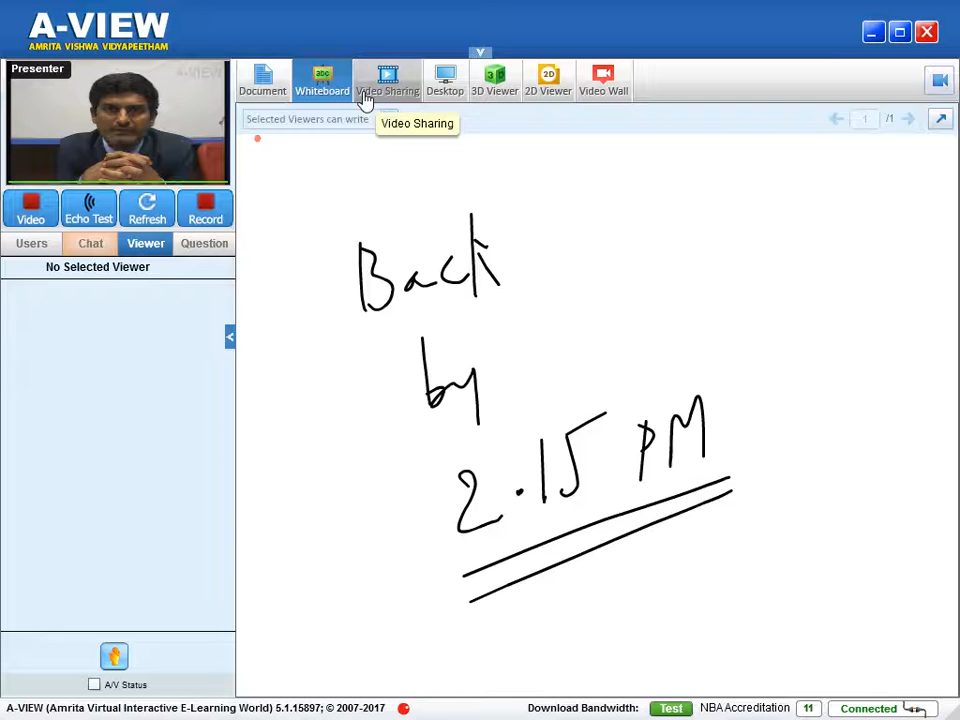 A-VIEW
AMRITA VISHWA VIDYAPEETHAM
Presenter
Document Whiteboard Video Sharing Desktop 3D Viewer 2D Viewer Video Wall
Selected Viewers can write
Video Sharing
1 /1
Video Echo Test Refresh Record
Users Chat Viewer Question
No Selected Viewer
Back
by
2.15 PM
A/V Status
A-VIEW (Amrita Virtual Interactive E-Learning World) 5.1.15897; © 2007-2017 Download Bandwidth: Test NBA Accreditation 11 Connected